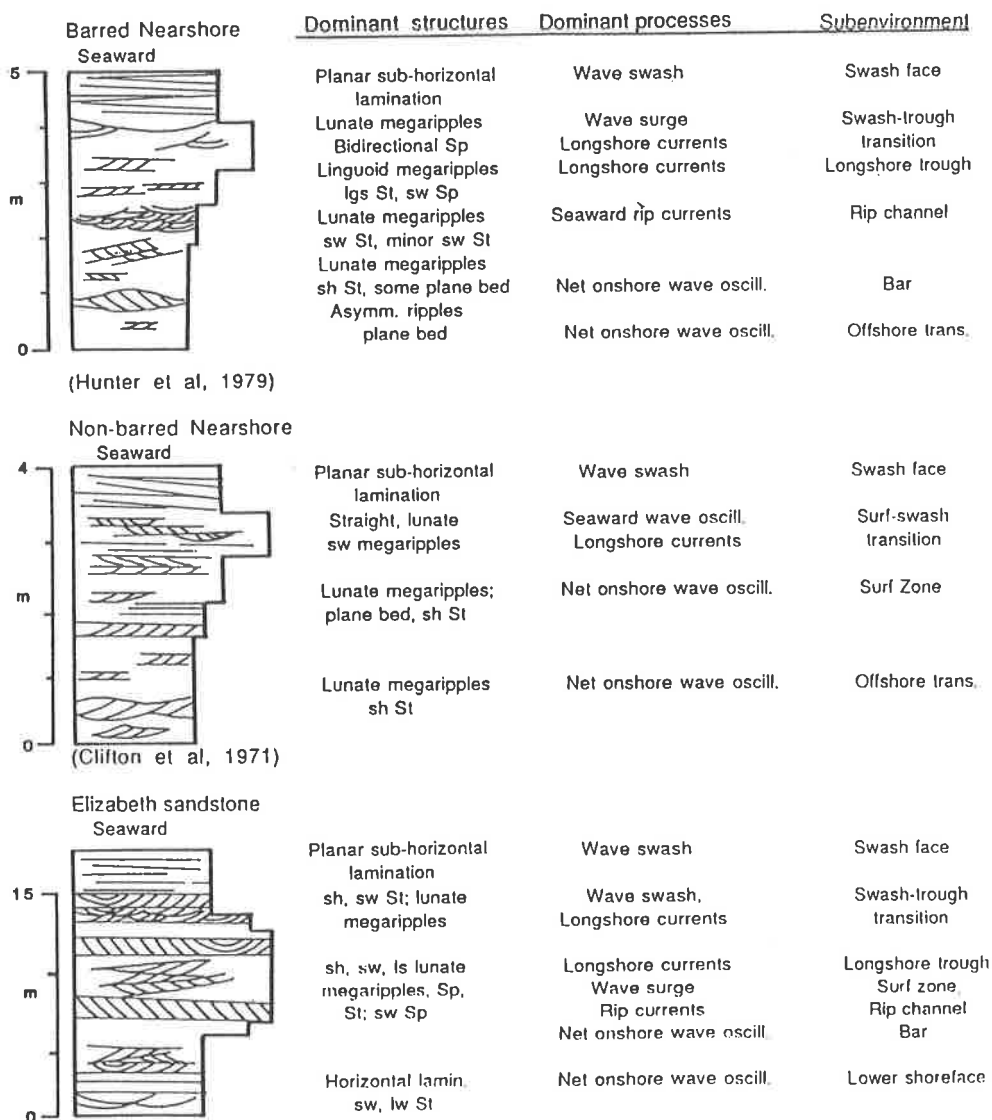 Dominant structures Dominant processes Subenvironment
Barred Nearshore
Seaward
5
m
0
Planar sub-horizontal Wave swash Swash face
lamination
Lunate megaripples Wave surge Swash-trough
Bidirectional Sp Longshore currents transition
Linguoid megaripples Longshore currents Longshore trough
lgs St, sw Sp
Lunate megaripples Seaward rip currents Rip channel
sw St, minor sw St
Lunate megaripples
sh St, some plane bed Net onshore wave oscill. Bar
Asymm. ripples
plane bed Net onshore wave oscill. Offshore trans.
(Hunter et al, 1979)
Non-barred Nearshore
Seaward
4
m
0
Planar sub-horizontal Wave swash Swash face
lamination
Straight, lunate Seaward wave oscill. Surf-swash
sw megaripples Longshore currents transition
Lunate megaripples; Net onshore wave oscill. Surf Zone
plane bed, sh St
Lunate megaripples Net onshore wave oscill. Offshore trans.
sh St
(Clifton et al, 1971)
Elizabeth sandstone
Seaward
15
m
0
Planar sub-horizontal Wave swash Swash face
lamination
sh, sw St; lunate Wave swash, Swash-trough
megaripples Longshore currents transition
sh, sw, ls lunate Longshore currents Longshore trough
megaripples, Sp, Wave surge Surf zone,
St; sw Sp Rip currents Rip channel
Net onshore wave oscill. Bar
Horizontal lamin. Net onshore wave oscill. Lower shoreface
sw, lw St